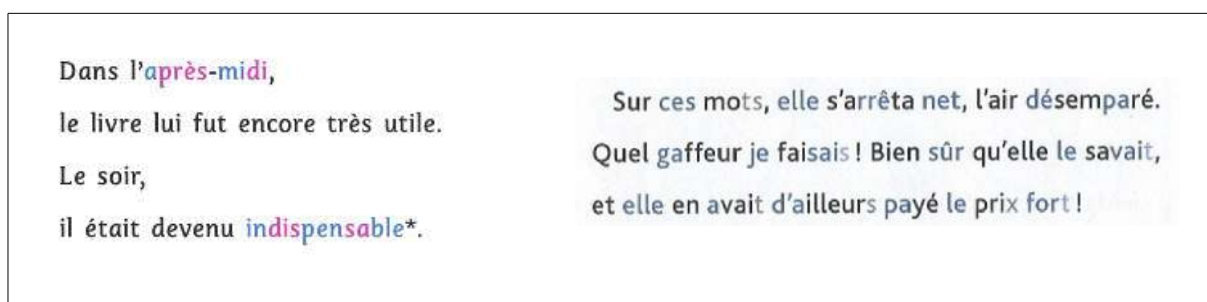 Dans l'après-midi,
le livre lui fut encore très utile.
Le soir,
il était devenu indispensable*.
Sur ces mots, elle s'arrêta net, l'air désemparé.
Quel gaffeur je faisais ! Bien sûr qu'elle le savait,
et elle en avait d'ailleurs payé le prix fort !